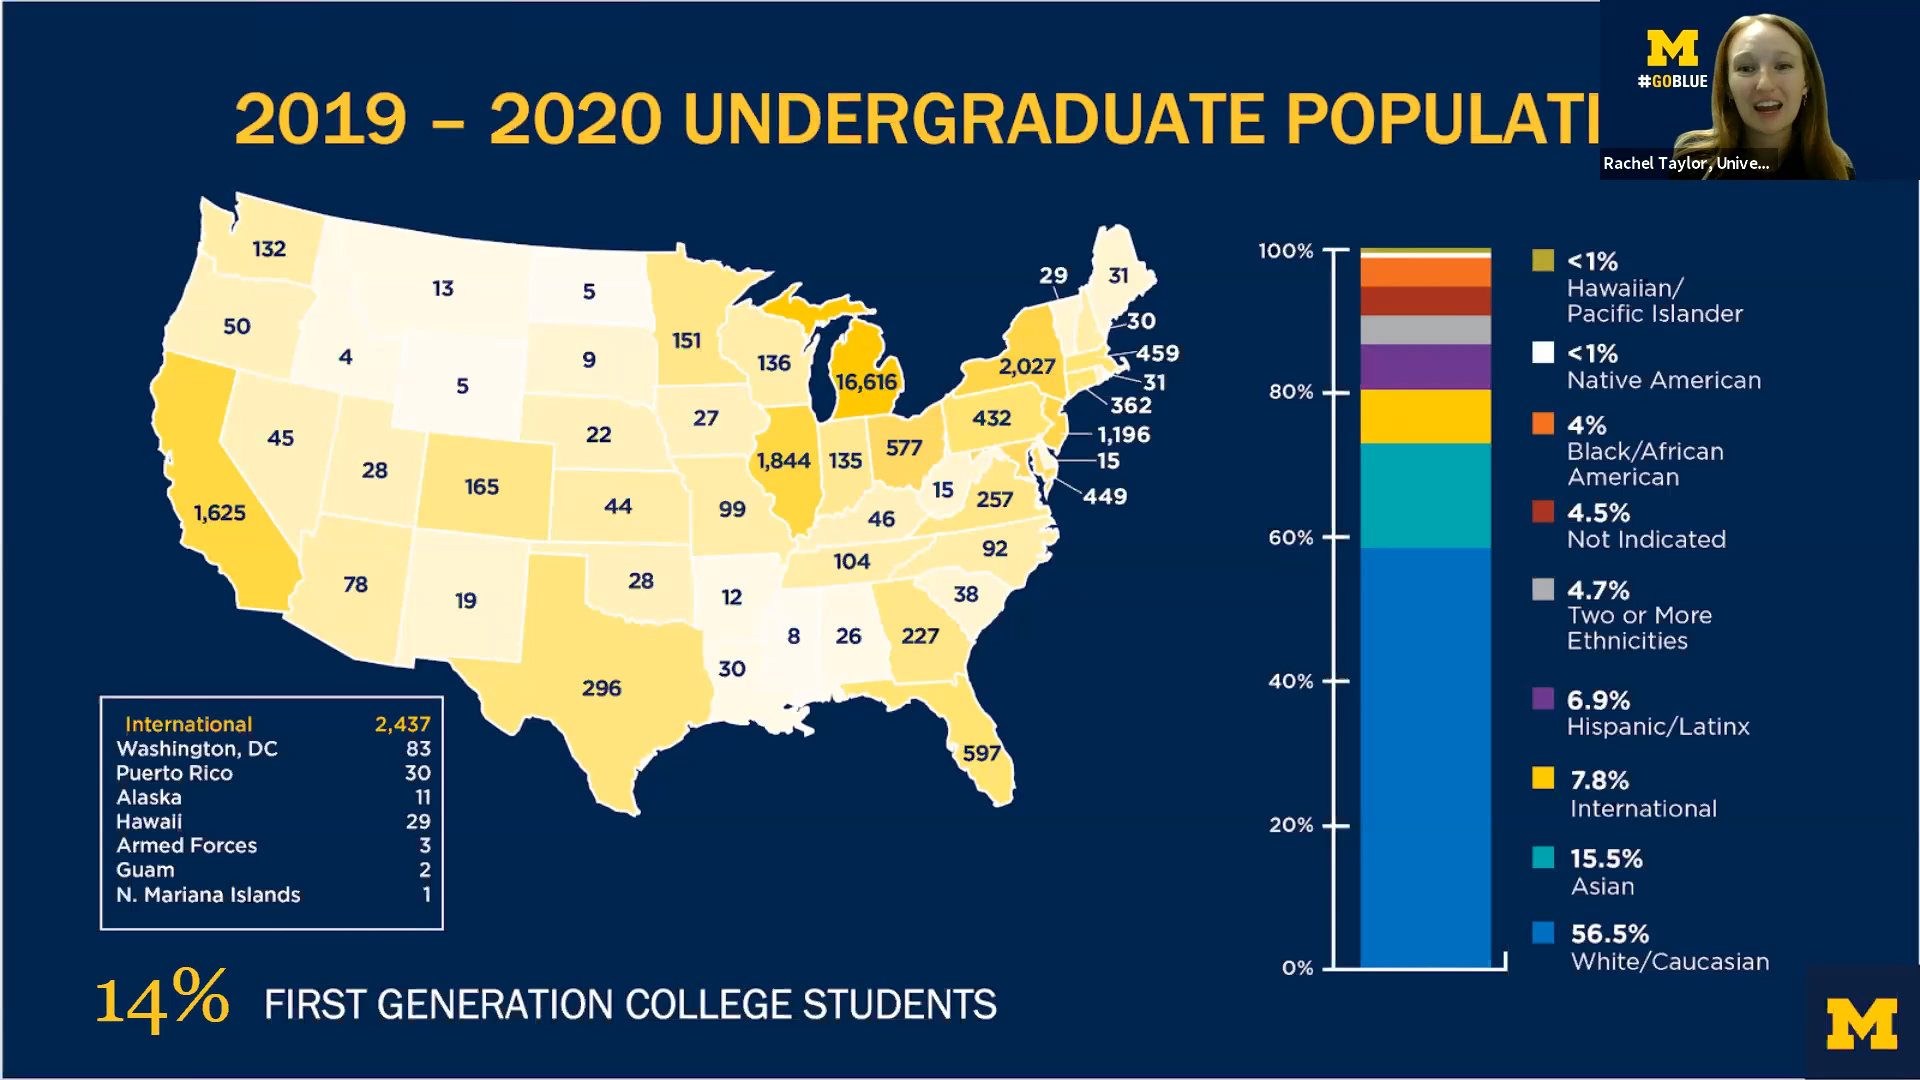 2019 – 2020 UNDERGRADUATE POPULATI
M
#GOBLUE
Rachel Taylor, Unive...
132
50
13
4
5
5
9
151
136
16,616
29
31
30
459
31
362
1,196
15
449
2,027
432
45
28
165
22
27
1,844
135
577
15
257
1,625
44
99
46
104
92
38
78
19
28
12
8
26
227
296
30
597
International 2,437
Washington, DC 83
Puerto Rico 30
Alaska 11
Hawaii 29
Armed Forces 3
Guam 2
N. Mariana Islands 1
100%
80%
60%
40%
20%
0%
<1%
Hawaiian/
Pacific Islander
<1%
Native American
4%
Black/African
American
4.5%
Not Indicated
4.7%
Two or More
Ethnicities
6.9%
Hispanic/Latinx
7.8%
International
15.5%
Asian
56.5%
White/Caucasian
14% FIRST GENERATION COLLEGE STUDENTS
M